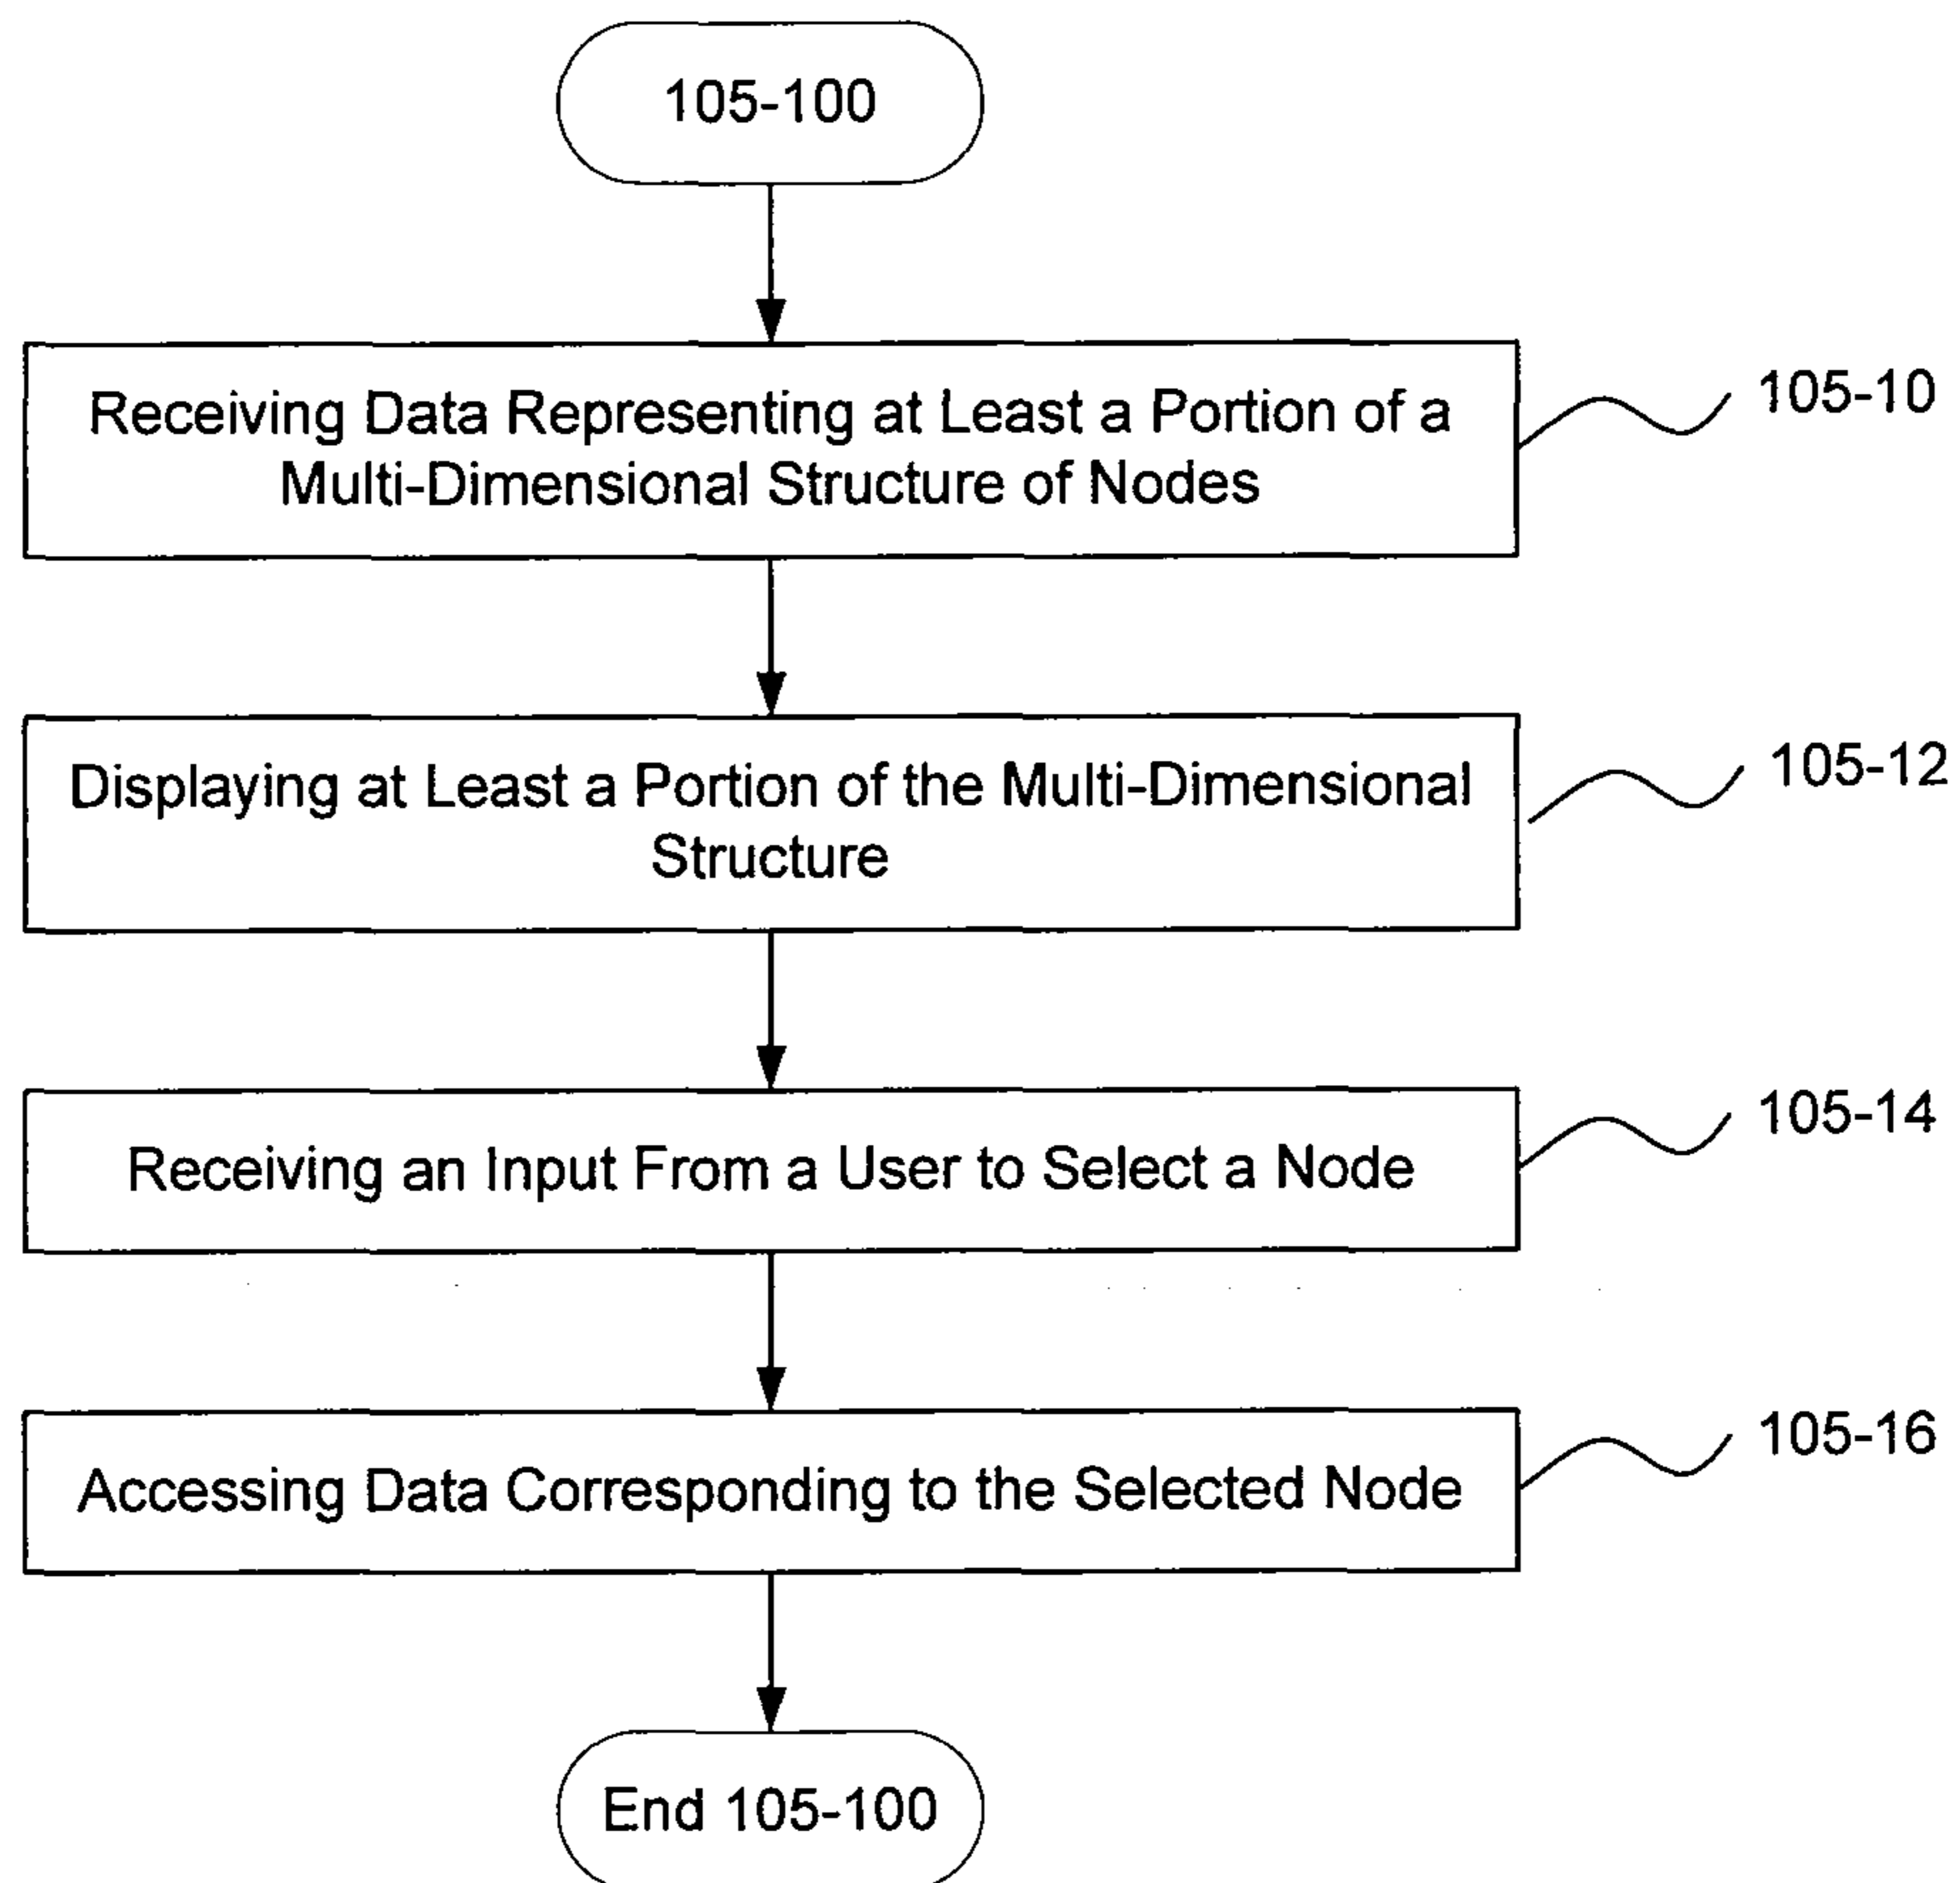 105-100
Receiving Data Representing at Least a Portion of a
Multi-Dimensional Structure of Nodes
105-10
Displaying at Least a Portion of the Multi-Dimensional
Structure
105-12
Receiving an Input From a User to Select a Node
105-14
Accessing Data Corresponding to the Selected Node
105-16
End 105-100